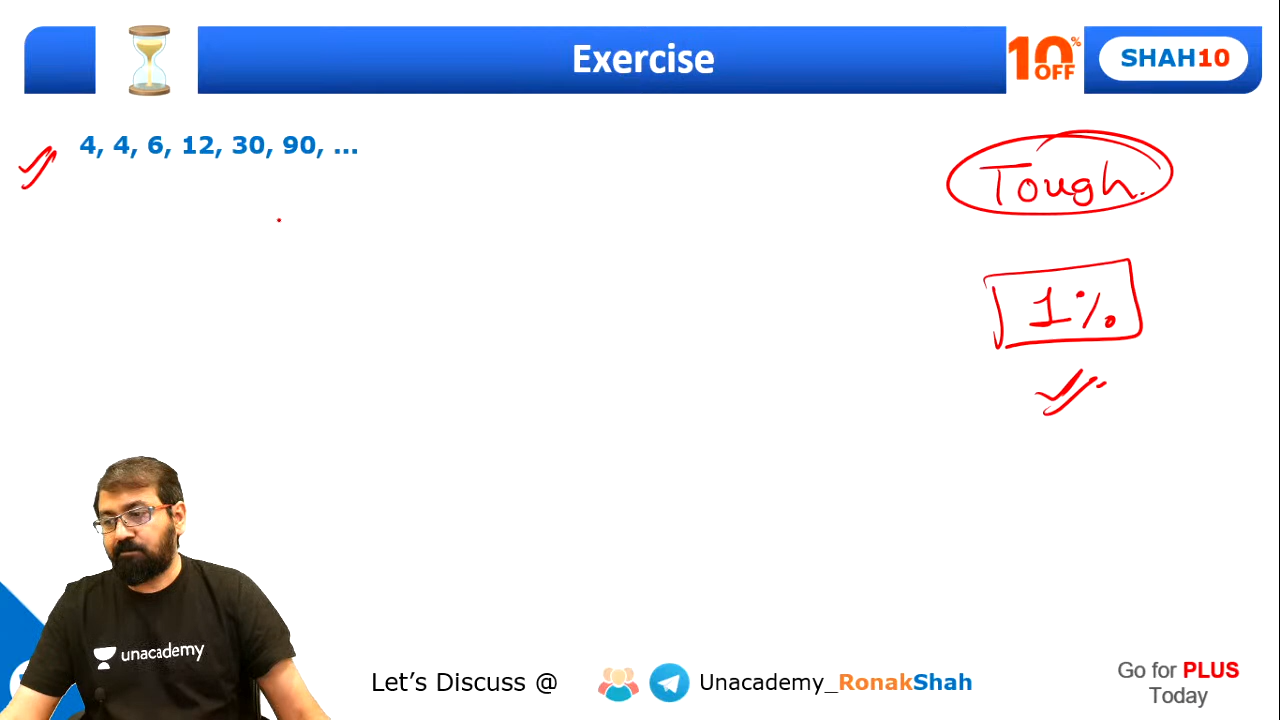 Exercise
10% OFF
SHAH10
4, 4, 6, 12, 30, 90, ...
Tough.
1%
unacademy
Let’s Discuss @ Unacademy_RonakShah
Go for PLUS
Today